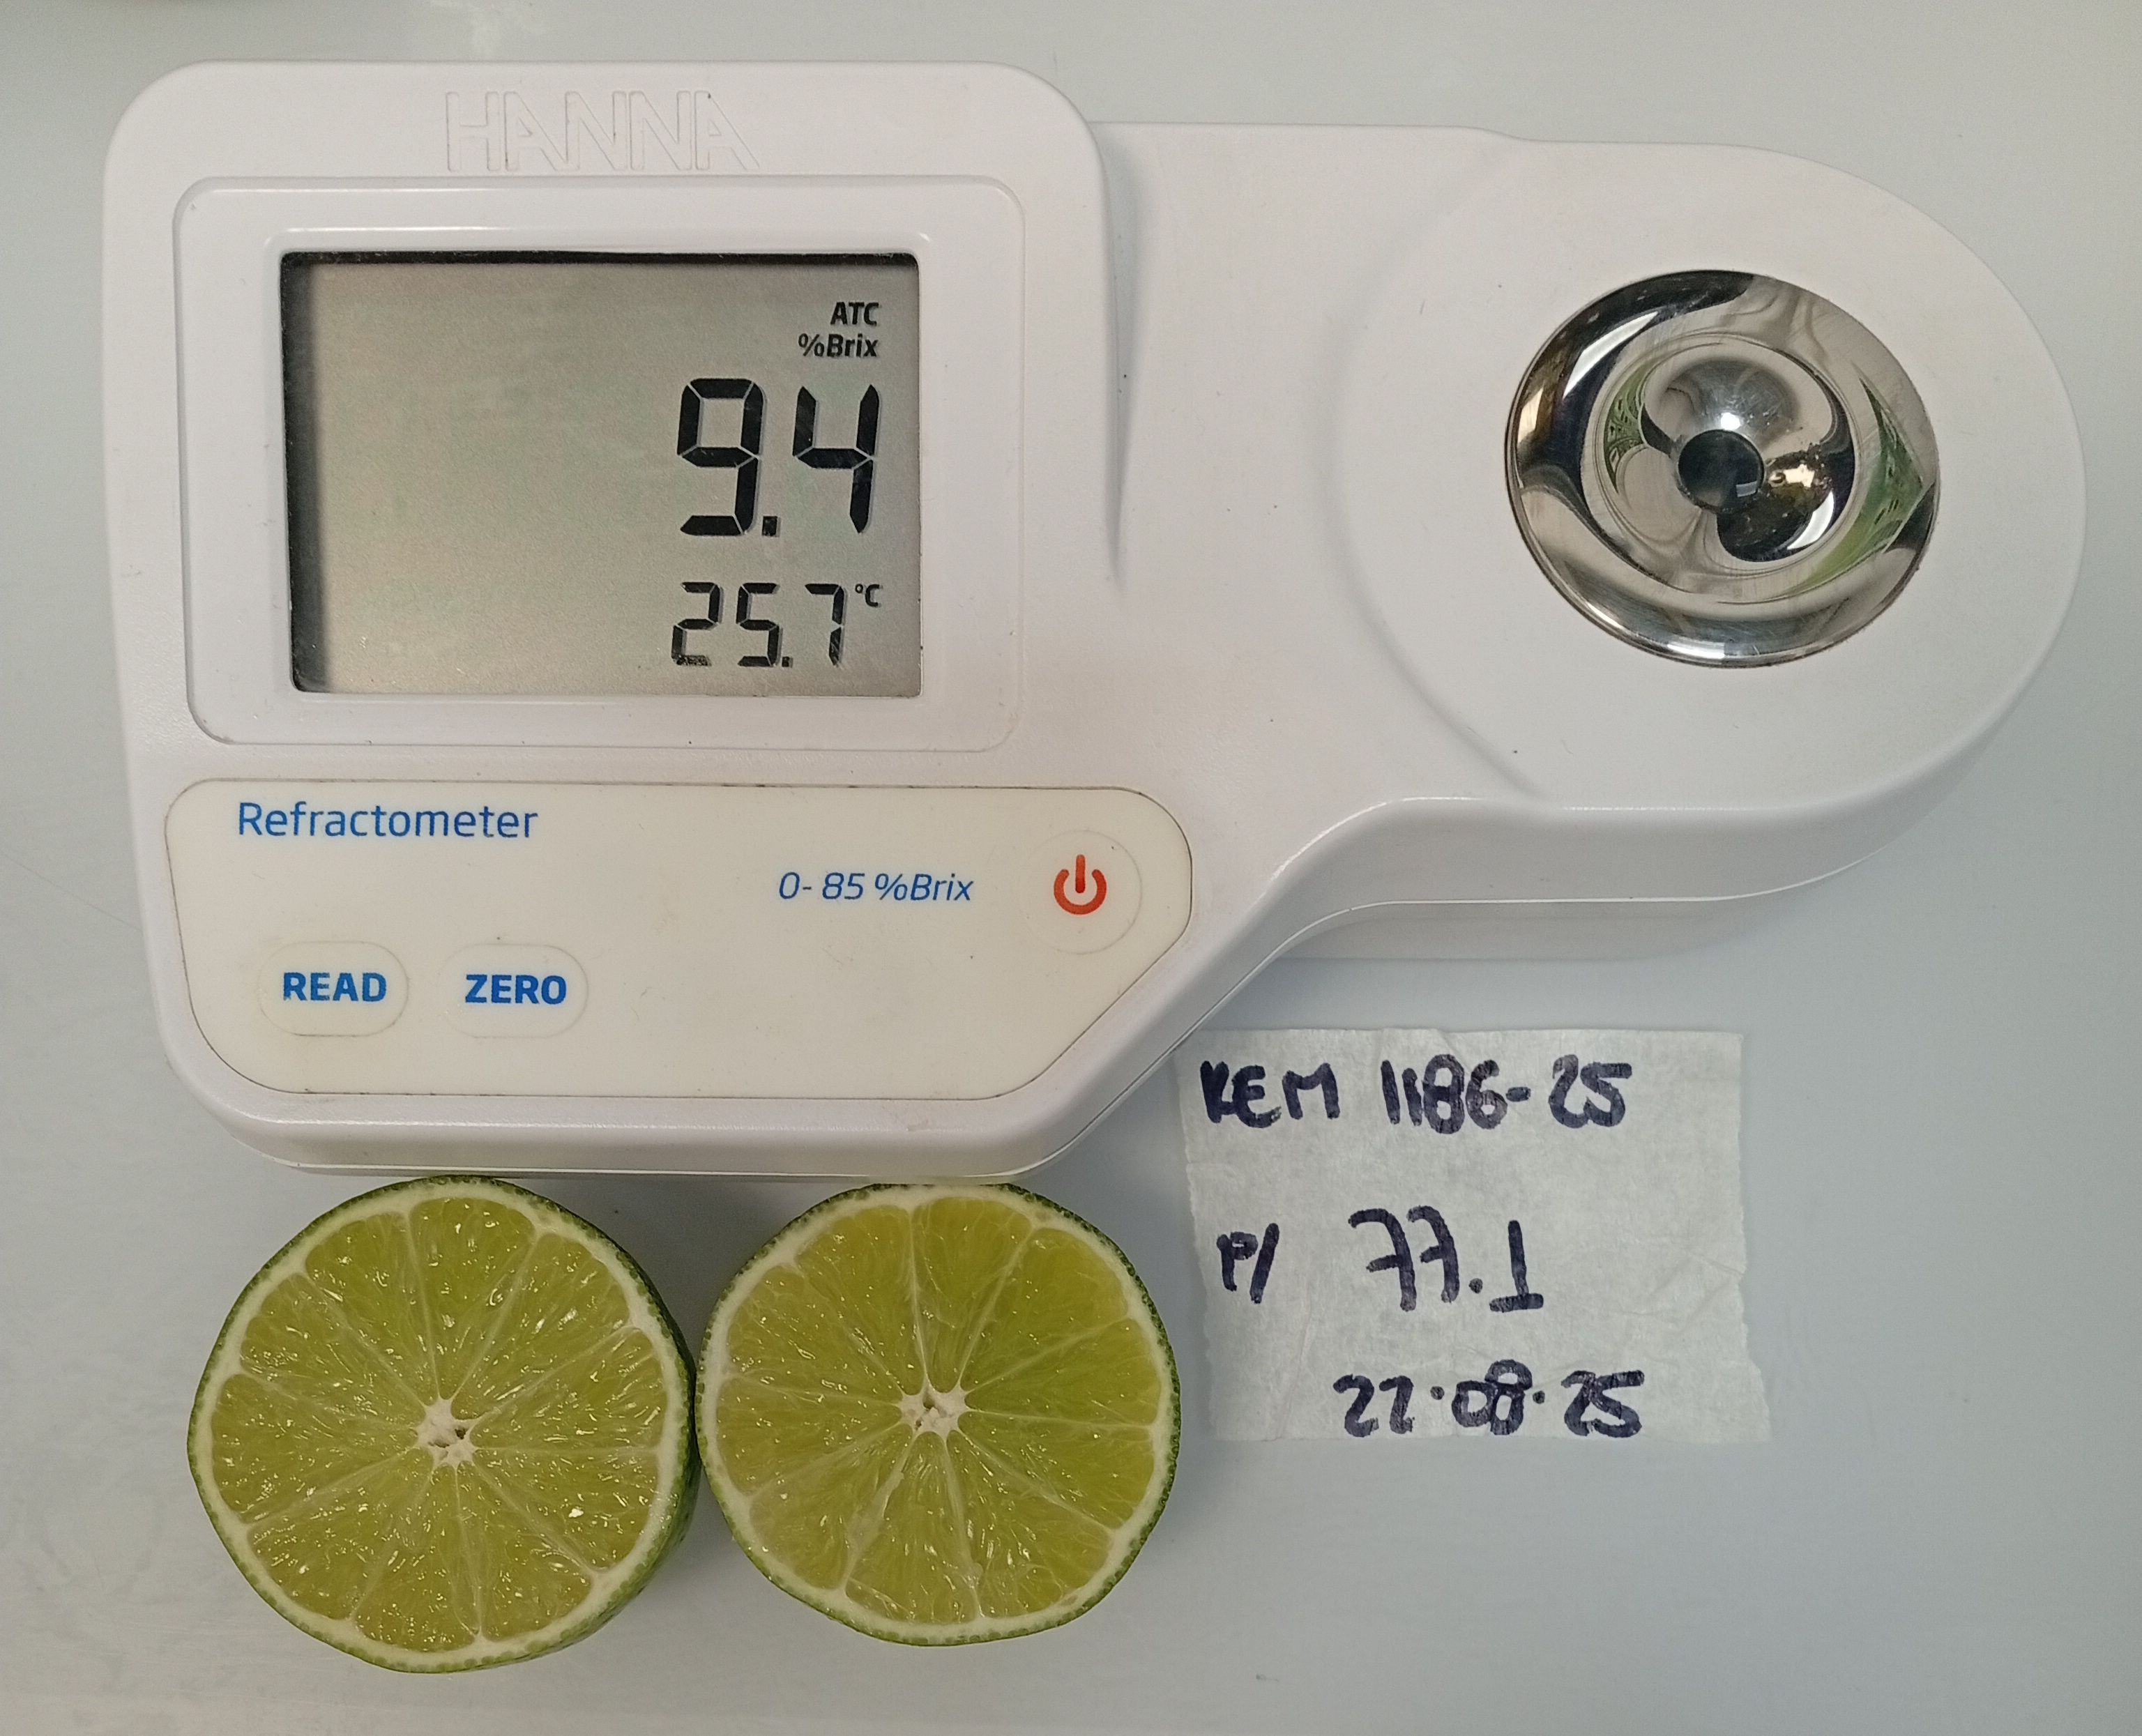 HANNA
ATC
%Brix
9.4
25.7 °C
Refractometer
0-85 %Brix
READ ZERO
KEM 1186-25
P/ 77.1
22.08.25